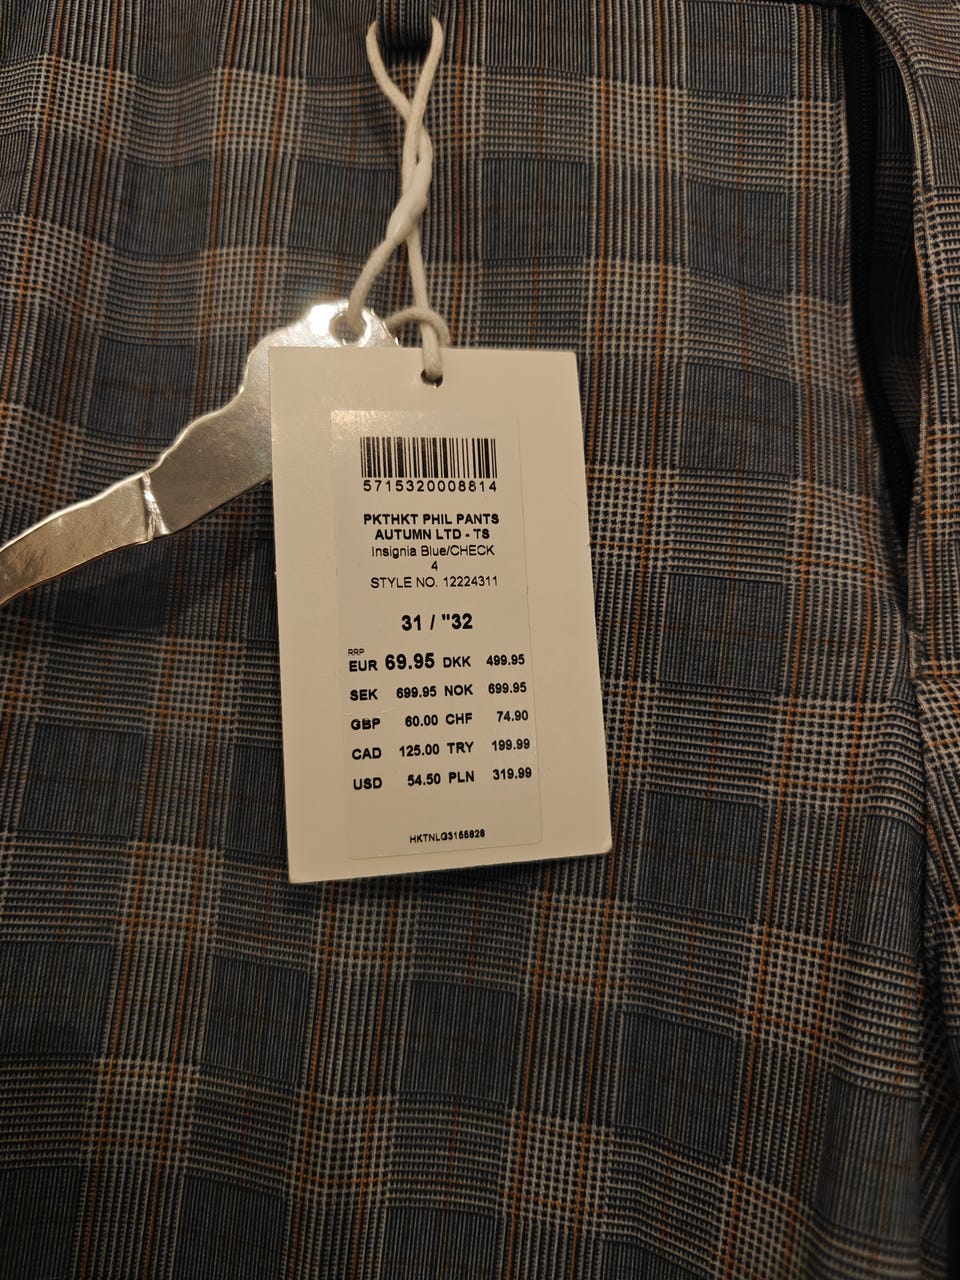 5715320008814
PKTHKT PHIL PANTS
AUTUMN LTD - TS
Insignia Blue/CHECK
4
STYLE NO. 12224311
31 / "32
RRP
EUR 69.95 DKK 499.95
SEK 699.95 NOK 699.95
GBP 60.00 CHF 74.90
CAD 125.00 TRY 199.99
USD 54.50 PLN 319.99
HKTNLG3155828